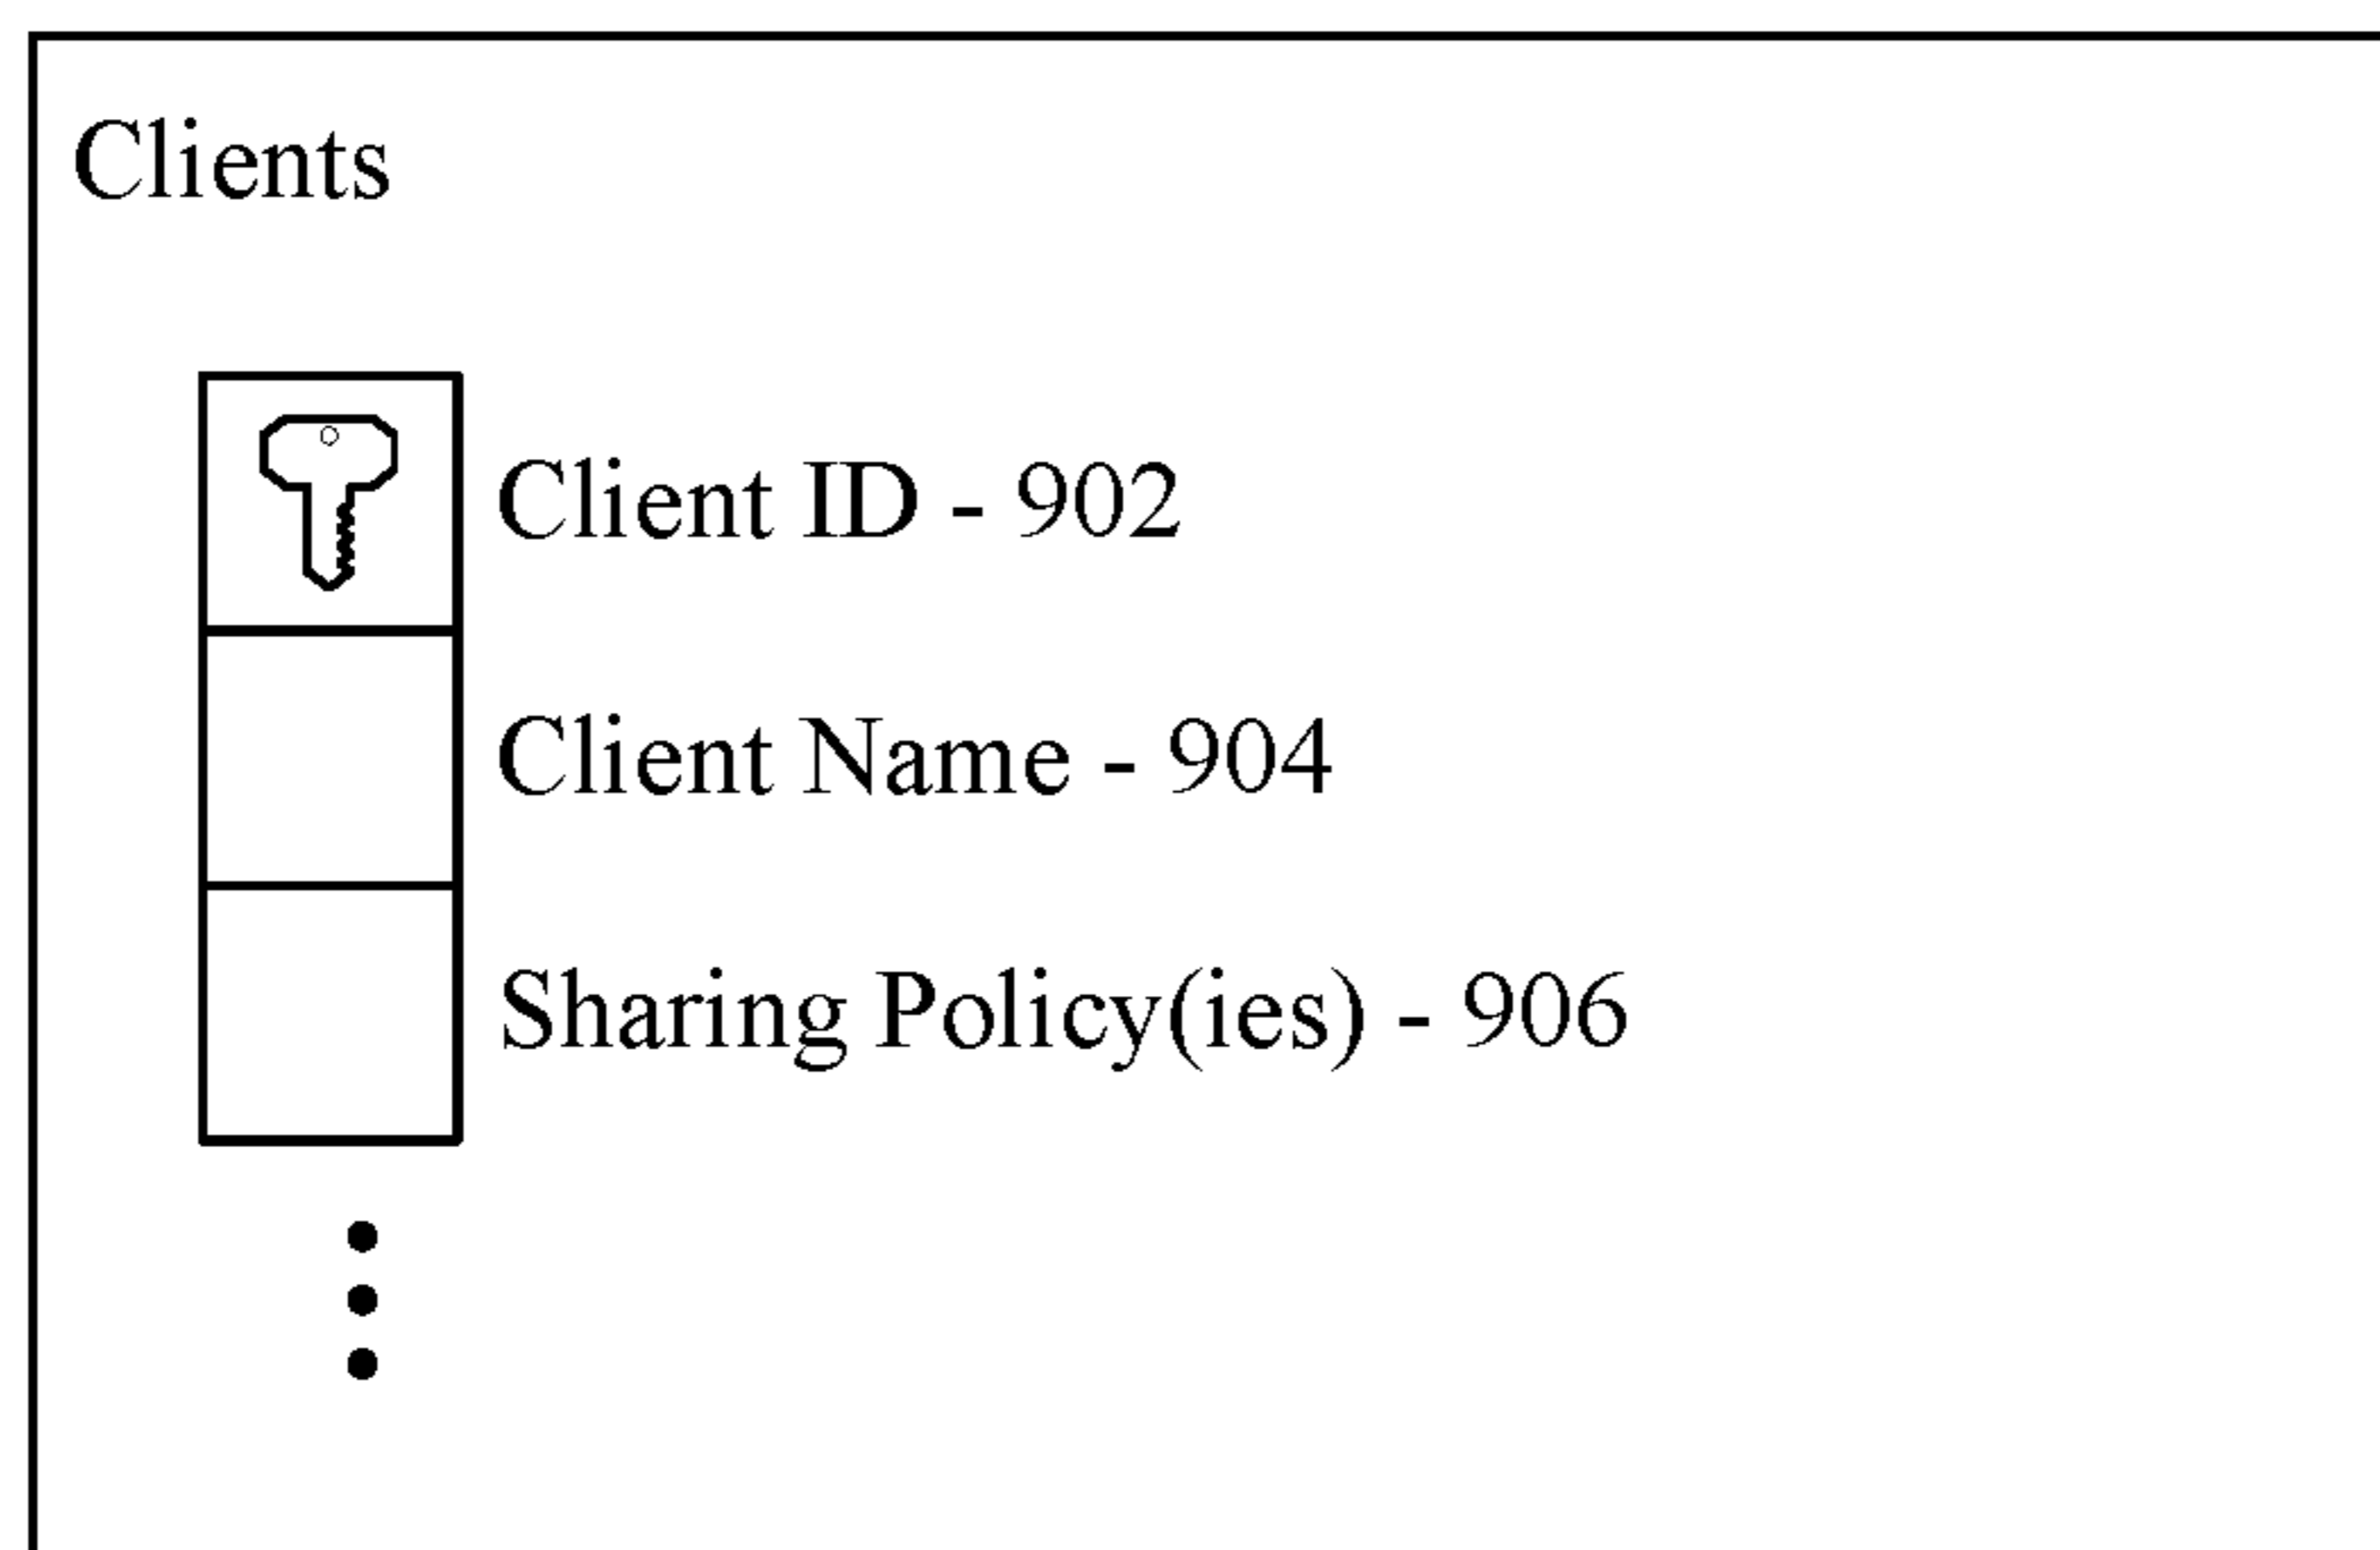 Clients
Client ID - 902
Client Name - 904
Sharing Policy(ies) - 906